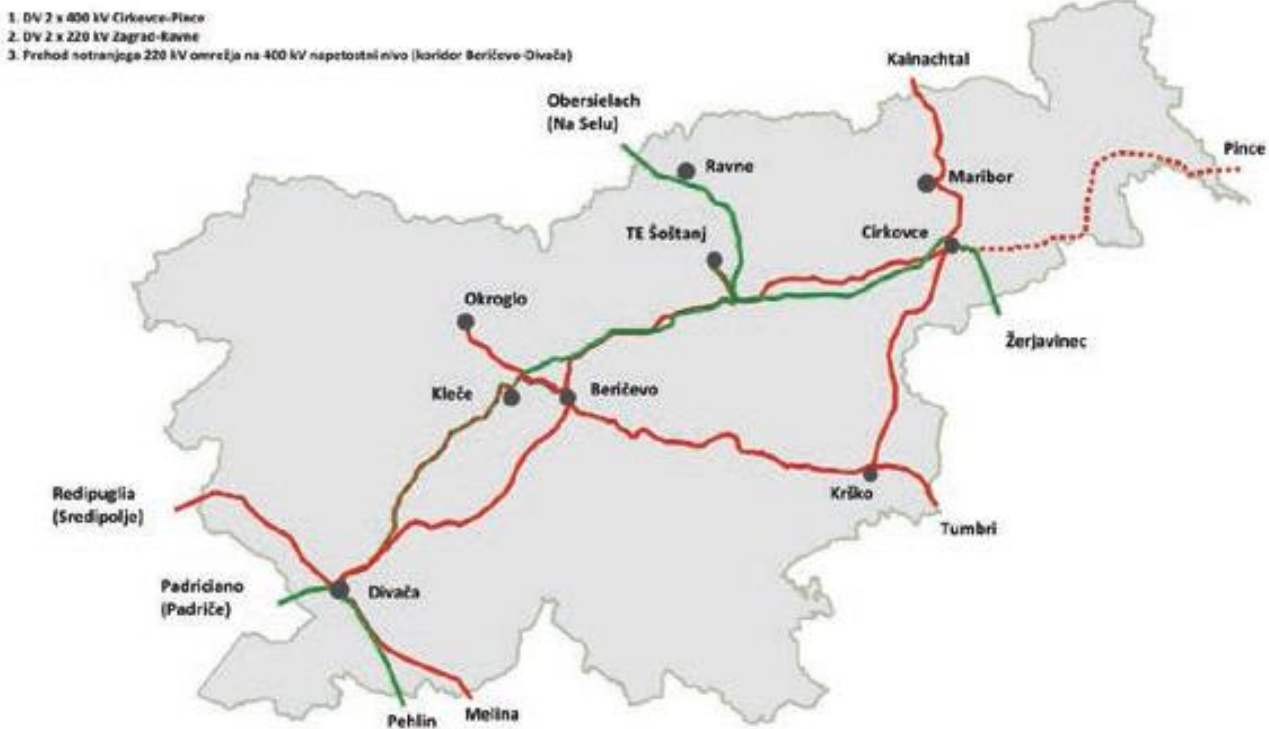 1. DV 2 x 400 kV Cirkovce-Pince
2. DV 2 x 220 kV Zagrad-Ravne
3. Prehod notranjega 220 kV omrežja na 400 kV napetostni nivo (koridor Beričevo-Divača)
Kainachtal
Obersielach
(Na Selu)
Pince
Ravne
Maribor
TE Šoštanj
Cirkovce
Okroglo
Žerjavinec
Kleče
Beričevo
Redipuglia
(Sredipolje)
Krško
Tumbri
Padriciano
(Padriče)
Divača
Pehlin
Melina